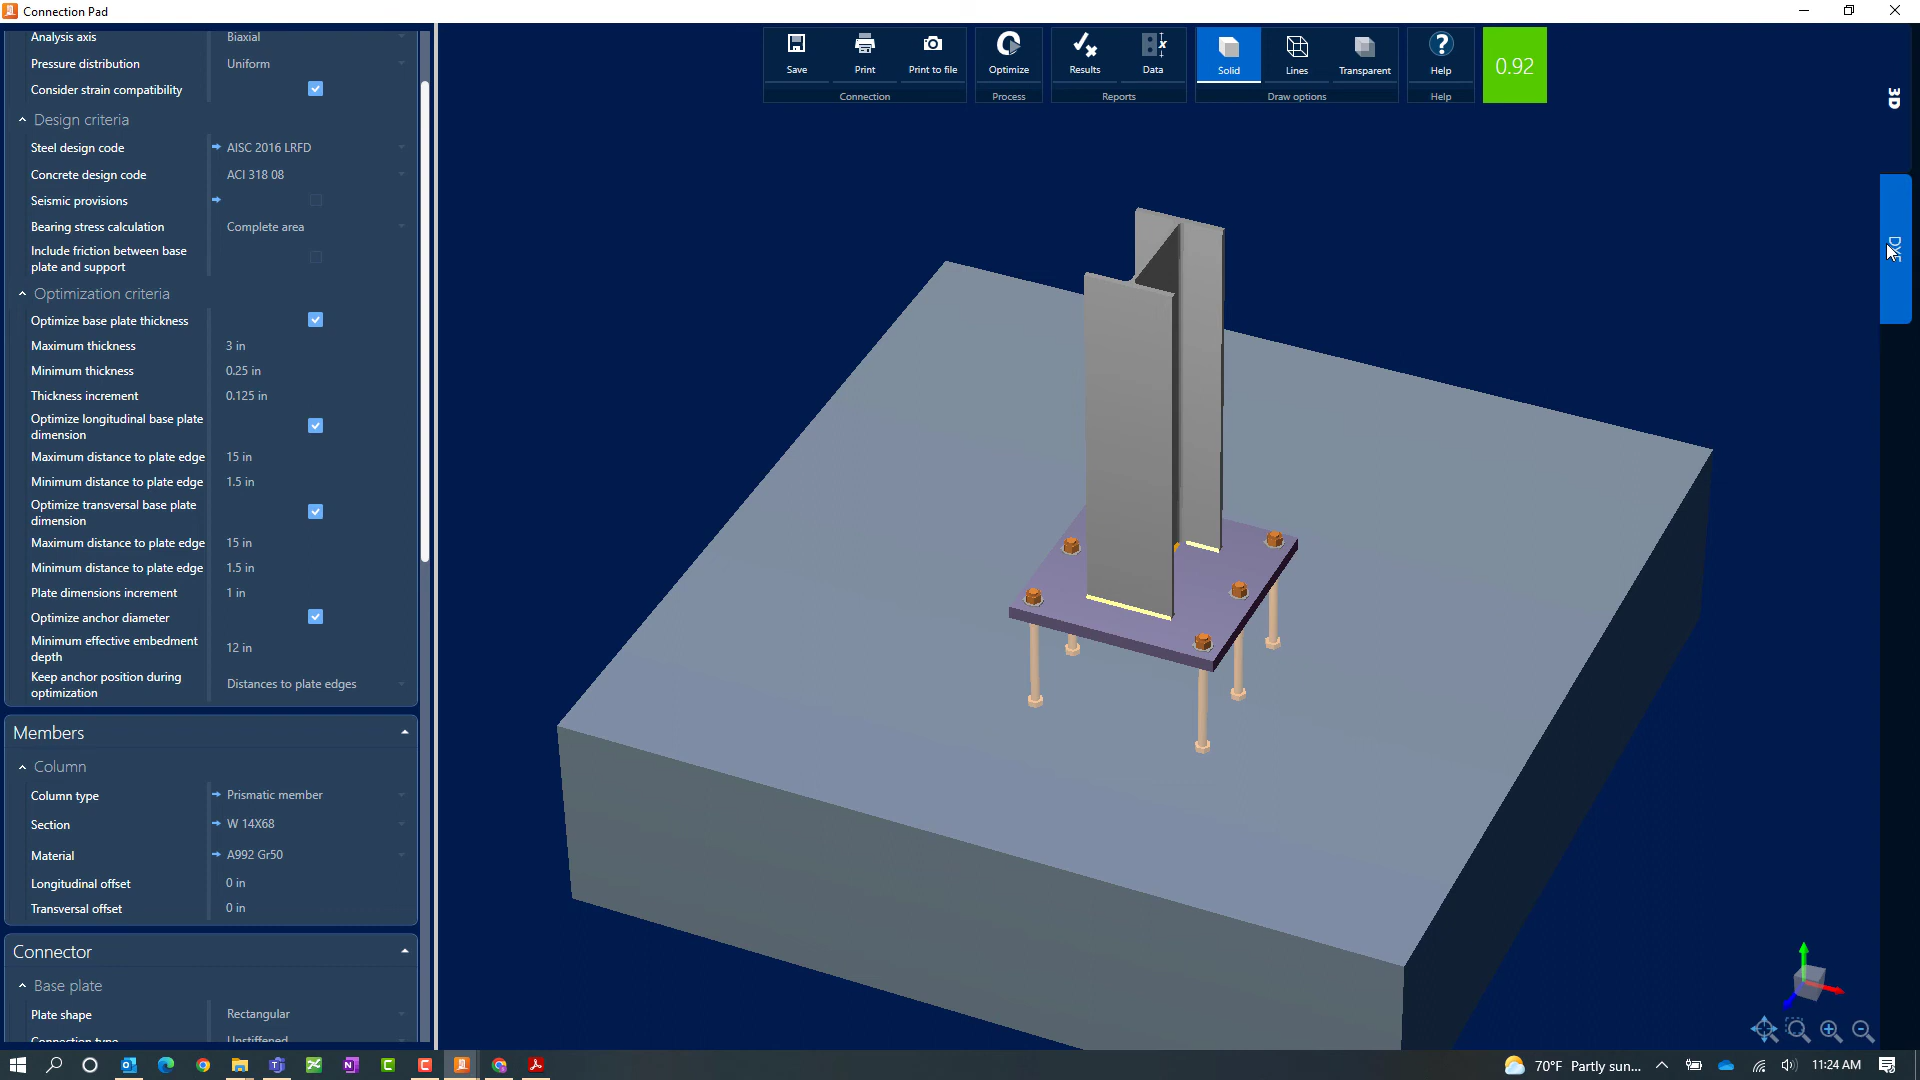 Connection Pad
Analysis axis Biaxial
Pressure distribution Uniform
Consider strain compatibility
Design criteria
Steel design code AISC 2016 LRFD
Concrete design code ACI 318 08
Seismic provisions
Bearing stress calculation Complete area
Include friction between base
plate and support
Optimization criteria
Optimize base plate thickness
Maximum thickness 3 in
Minimum thickness 0.25 in
Thickness increment 0.125 in
Optimize longitudinal base plate
dimension
Maximum distance to plate edge 15 in
Minimum distance to plate edge 1.5 in
Optimize transversal base plate
dimension
Maximum distance to plate edge 15 in
Minimum distance to plate edge 1.5 in
Plate dimensions increment 1 in
Optimize anchor diameter
Minimum effective embedment
depth 12 in
Keep anchor position during
optimization Distances to plate edges
Members
Column
Column type Prismatic member
Section W 14X68
Material A992 Gr50
Longitudinal offset 0 in
Transversal offset 0 in
Connector
Base plate
Plate shape Rectangular
Connection type Unstiffened
Save Print Print to file Optimize Results Data Solid Lines Transparent Help
Connection Process Reports Draw options Help
0.92
3D
DXF
70°F Partly sun... 11:24 AM